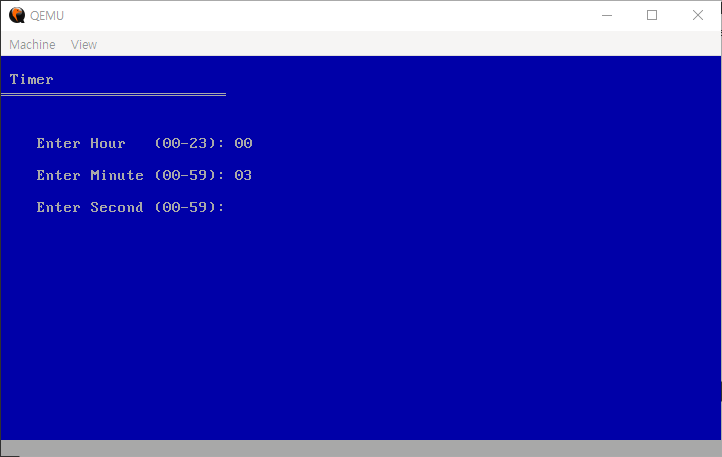 QEMU
Machine View
Timer
Enter Hour (00-23): 00
Enter Minute (00-59): 03
Enter Second (00-59):